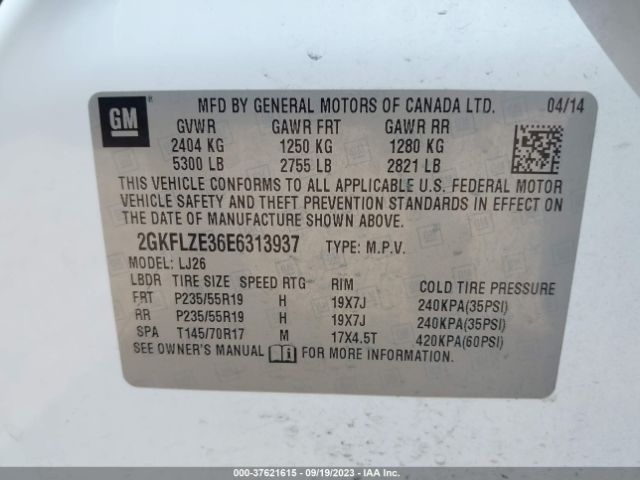 GM ® MFD BY GENERAL MOTORS OF CANADA LTD. 04/14
GVWR GAWR FRT GAWR RR
2404 KG 1250 KG 1280 KG
5300 LB 2755 LB 2821 LB
THIS VEHICLE CONFORMS TO ALL APPLICABLE U.S. FEDERAL MOTOR
VEHICLE SAFETY AND THEFT PREVENTION STANDARDS IN EFFECT ON
THE DATE OF MANUFACTURE SHOWN ABOVE.
2GKFLZE36E6313937 TYPE: M.P.V.
MODEL: LJ26
LBDR TIRE SIZE SPEED RTG RIM COLD TIRE PRESSURE
FRT P235/55R19 H 19X7J 240KPA(35PSI)
RR P235/55R19 H 19X7J 240KPA(35PSI)
SPA T145/70R17 M 17X4.5T 420KPA(60PSI)
SEE OWNER'S MANUAL FOR MORE INFORMATION.
000-37621615 - 09/19/2023 - IAAI.com